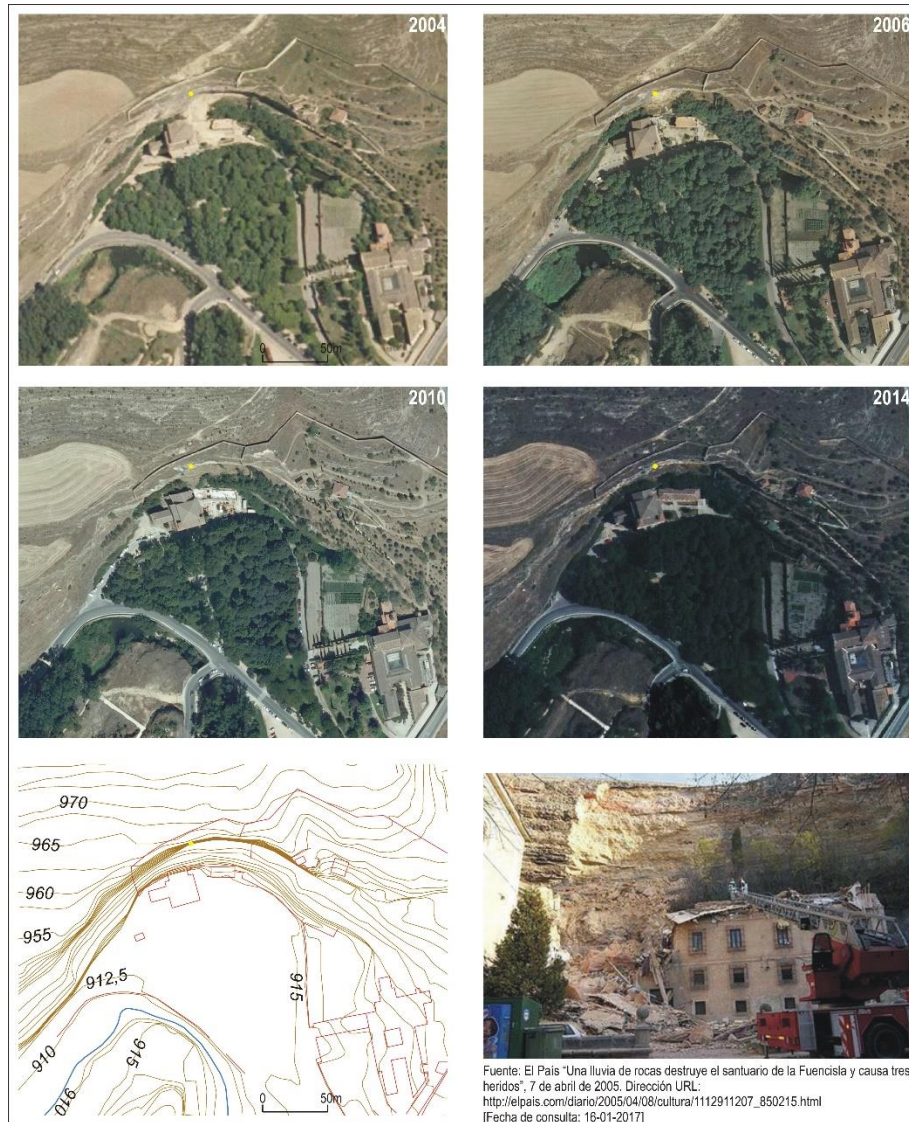 2004
2006
0 50m
2010
2014
970
965
960
955
912,5
915
910
915
910
0 50m
Fuente: El País “Una lluvia de rocas destruye el santuario de la Fuencisla y causa tres
heridos”, 7 de abril de 2005. Dirección URL:
http://elpais.com/diario/2005/04/08/cultura/1112911207_850215.html
[Fecha de consulta: 16-01-2017]